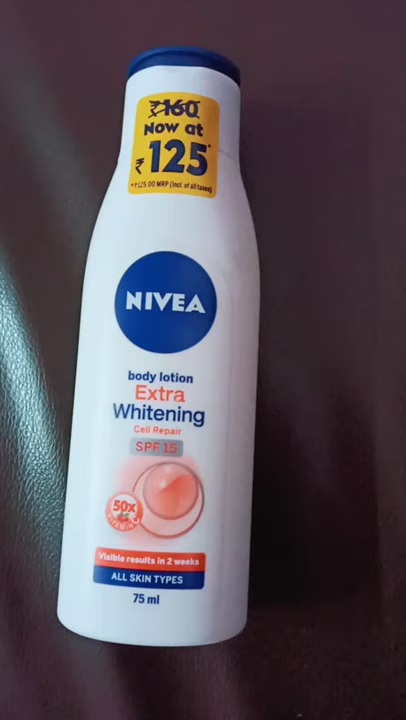 ₹160
Now at
₹125*
*₹125.00 MRP (Incl. of all taxes)
NIVEA
body lotion
Extra
Whitening
Cell Repair
SPF 15
50x
VITAMIN C
Visible results in 2 weeks
ALL SKIN TYPES
75 ml